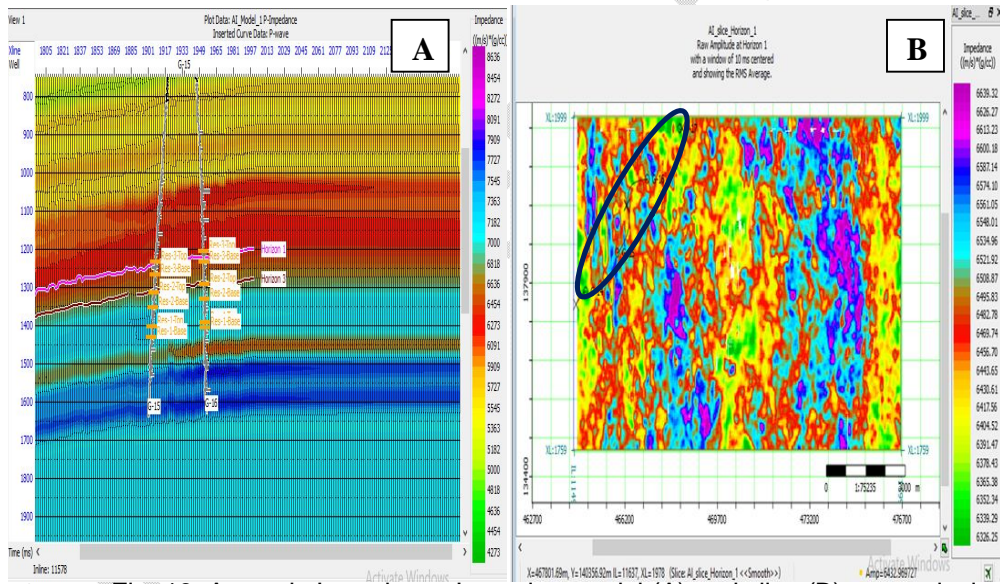 View 1
Plot Data: AI_Model_1 P-Impedance
Inserted Curve Data: P-wave
Impedance
((m/s)*(g/cc))
Xline 1805 1821 1837 1853 1869 1885 1901 1917 1933 1949 1965 1981 1997 2013 2029 2045 2061 2077 2093 2109
Well
G-15
A
800
900
1000
1100
1200
1300
1400
1500
1600
1700
1800
1900
Time (ms)
Res-3-Top
Res-3-Base
Res-2-Top
Res-2-Base
Res-1-Top
Res-1-Base
Horizon 1
Horizon 3
G-15
G-16
8636
8454
8272
8091
7909
7727
7545
7363
7182
7000
6818
6636
6454
6273
6091
5909
5727
5545
5363
5182
5000
4818
4636
4454
4273
Inline: 11578
AI_slice_Horizon_1
Raw Amplitude at Horizon 1
with a window of 10 ms centered
and showing the RMS Average.
B
AI_slice_...
Impedance
((m/s)*(g/cc))
XL:1999
XL:1999
XL:1759
XL:1759
137000
134400
462700 466200 469700 473200 476700
0 1:75235 3000 m
6639.32
6626.27
6613.23
6600.18
6587.14
6574.10
6561.05
6548.01
6534.96
6521.92
6508.88
6495.83
6482.78
6469.74
6456.70
6443.65
6430.61
6417.56
6404.52
6391.47
6378.43
6365.38
6352.34
6339.29
6326.25
X=467801.69m, Y=140356.92m IL=11637, XL=1978 (Slice: AI_slice_Horizon_1 <<Smooth>>)
Activate Windows
Activate Windows